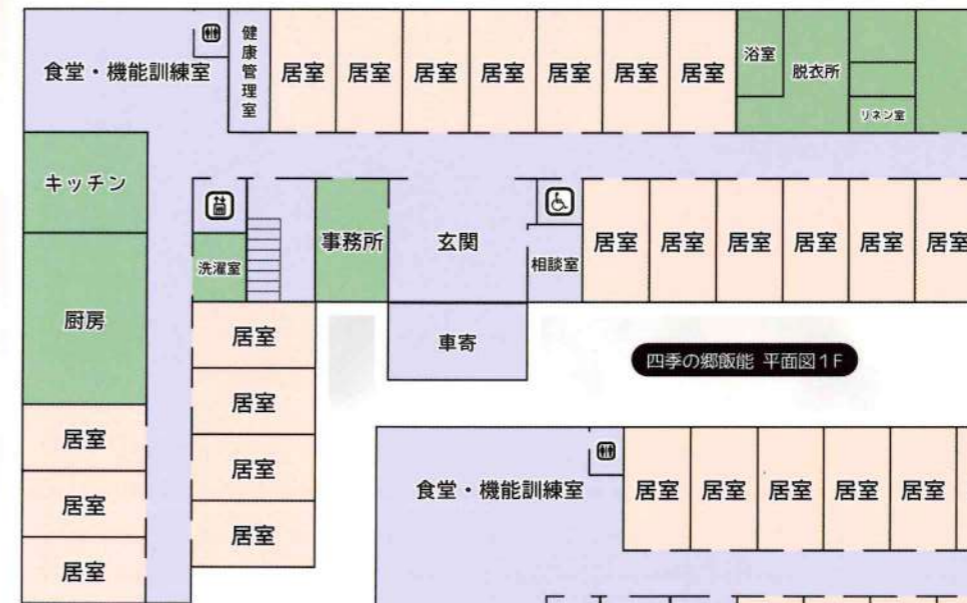 食堂・機能訓練室
健康管理室
居室
居室
居室
居室
居室
居室
居室
浴室
脱衣所
リネン室
キッチン
厨房
洗濯室
事務所
玄関
相談室
居室
居室
居室
居室
居室
居室
車寄
四季の郷飯能 平面図1F
居室
居室
居室
居室
居室
居室
居室
食堂・機能訓練室
居室
居室
居室
居室
居室